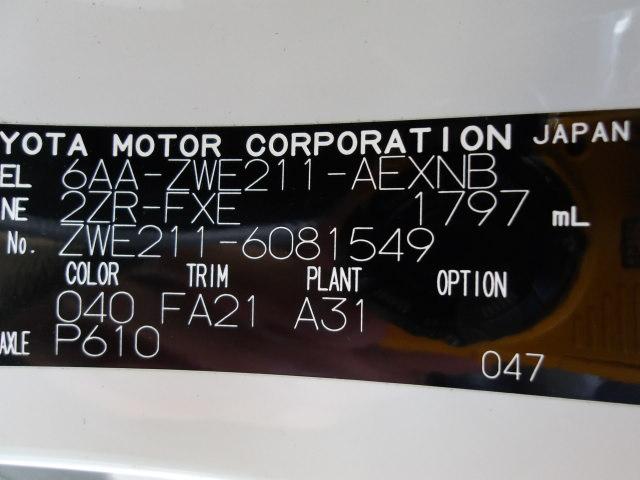 YOTA MOTOR CORPORATION JAPAN
EL 6AA-ZWE211-AEXNB
NE 2ZR-FXE 1797 mL
No. ZWE211-6081549
COLOR TRIM PLANT OPTION
040 FA21 A31
AXLE P610
047